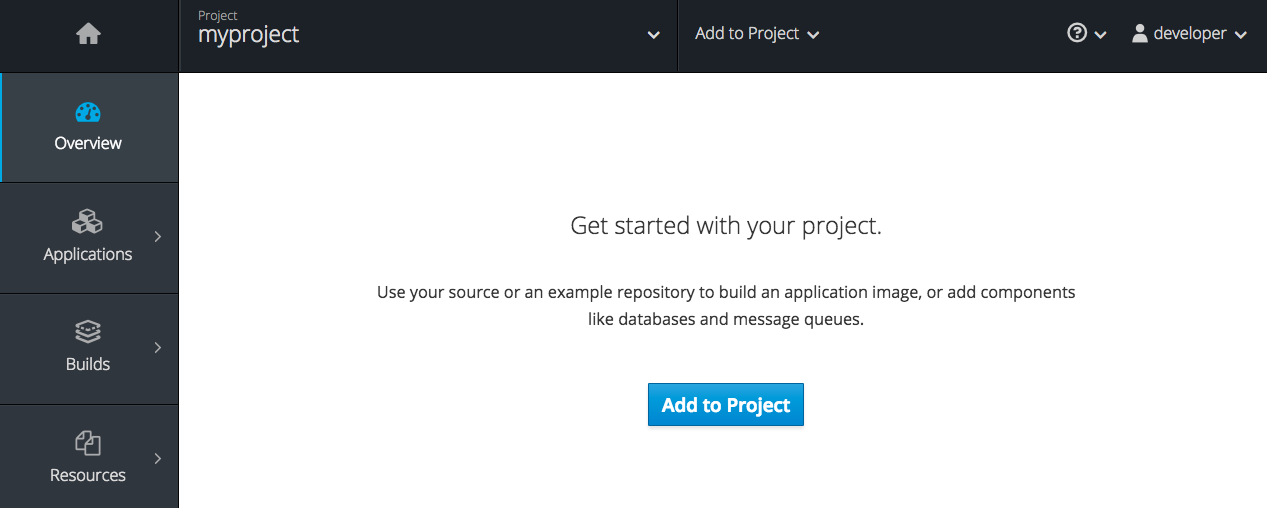 Project
myproject
Add to Project
developer
Overview
Applications
Builds
Resources
Get started with your project.
Use your source or an example repository to build an application image, or add components
like databases and message queues.
Add to Project